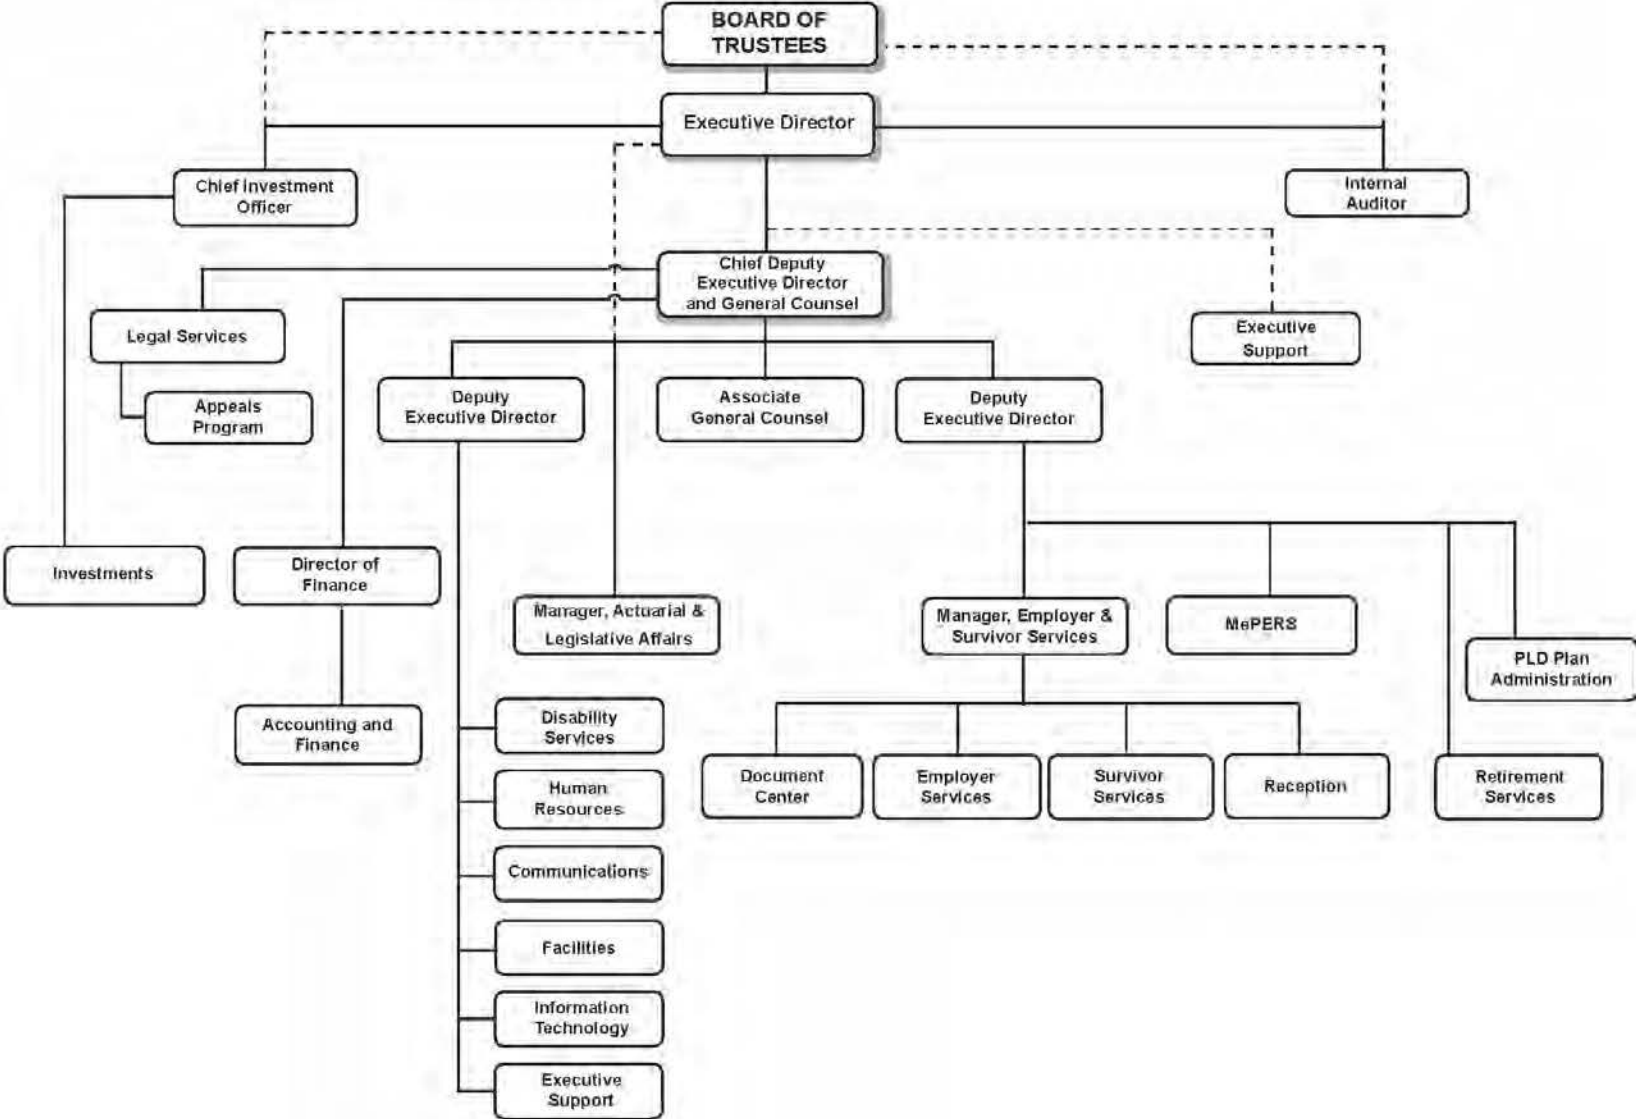 BOARD OF
TRUSTEES
Executive Director
Chief Investment
Officer
Internal
Auditor
Chief Deputy
Executive Director
and General Counsel
Legal Services
Executive
Support
Appeals
Program
Deputy
Executive Director
Associate
General Counsel
Deputy
Executive Director
Investments
Director of
Finance
Manager, Actuarial &
Legislative Affairs
Manager, Employer &
Survivor Services
MePERS
PLD Plan
Administration
Accounting and
Finance
Disability
Services
Document
Center
Employer
Services
Survivor
Services
Reception
Retirement
Services
Human
Resources
Communications
Facilities
Information
Technology
Executive
Support